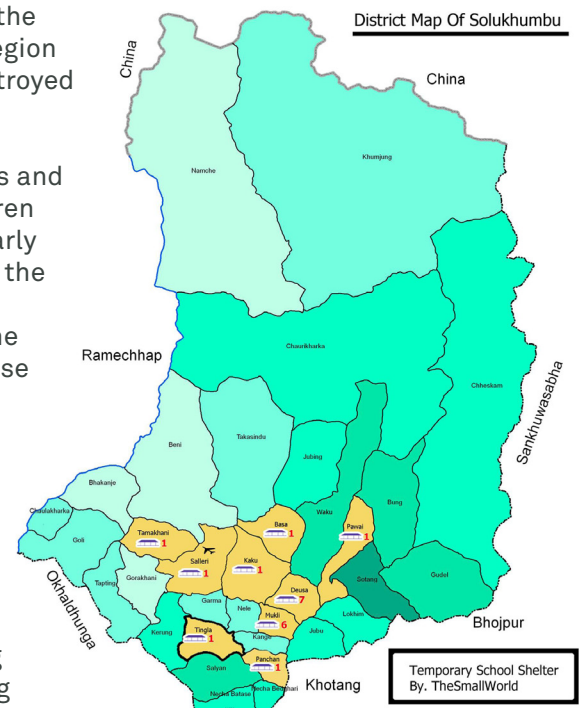 the
egion
troyed
s and
ren
arly
the
ne
se
g
g
District Map Of Solukhumbu
China
China
Khumjung
Namche
Ramechhap
Chaurikharka
Chheskam
Sankhuwasabha
Beni
Takasindu
Jubing
Bhakanje
Waku
Bung
Chaulakharka
Goli
Tamakhani
1
Basa
1
Pawai
1
Salleri
1
Kaku
1
Tapting
Gorakhani
Deusa
7
Sotang
Gudel
Okhaldhunga
Garma
Nele
Mukli
6
Lokhim
Bhojpur
Kerung
Tingla
1
Kangel
Jubu
Salyan
Panchan
1
Khotang
Necha Batase
Necha Bedghari
Temporary School Shelter
By. TheSmallWorld